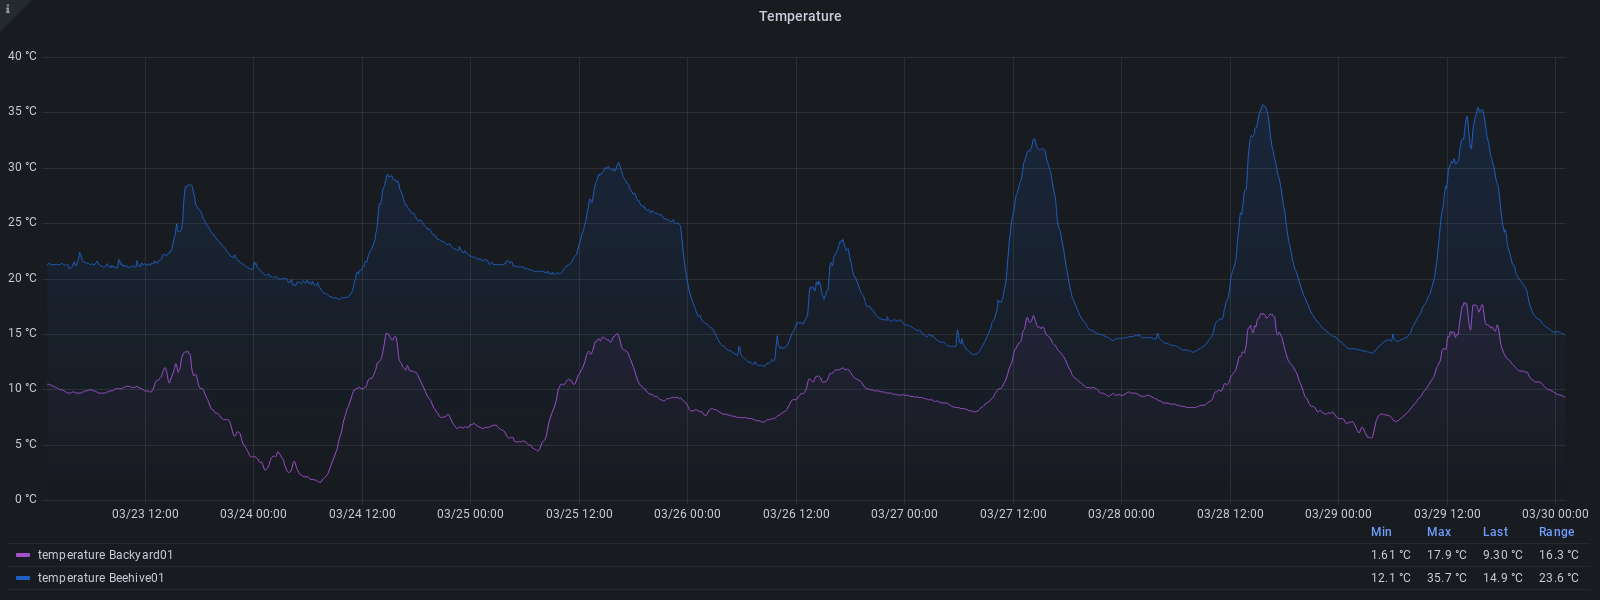 i
Temperature
40 °C
35 °C
30 °C
25 °C
20 °C
15 °C
10 °C
5 °C
0 °C
03/23 12:00 03/24 00:00 03/24 12:00 03/25 00:00 03/25 12:00 03/26 00:00 03/26 12:00 03/27 00:00 03/27 12:00 03/28 00:00 03/28 12:00 03/29 00:00 03/29 12:00 03/30 00:00
Min Max Last Range
temperature Backyard01 1.61 °C 17.9 °C 9.30 °C 16.3 °C
temperature Beehive01 12.1 °C 35.7 °C 14.9 °C 23.6 °C